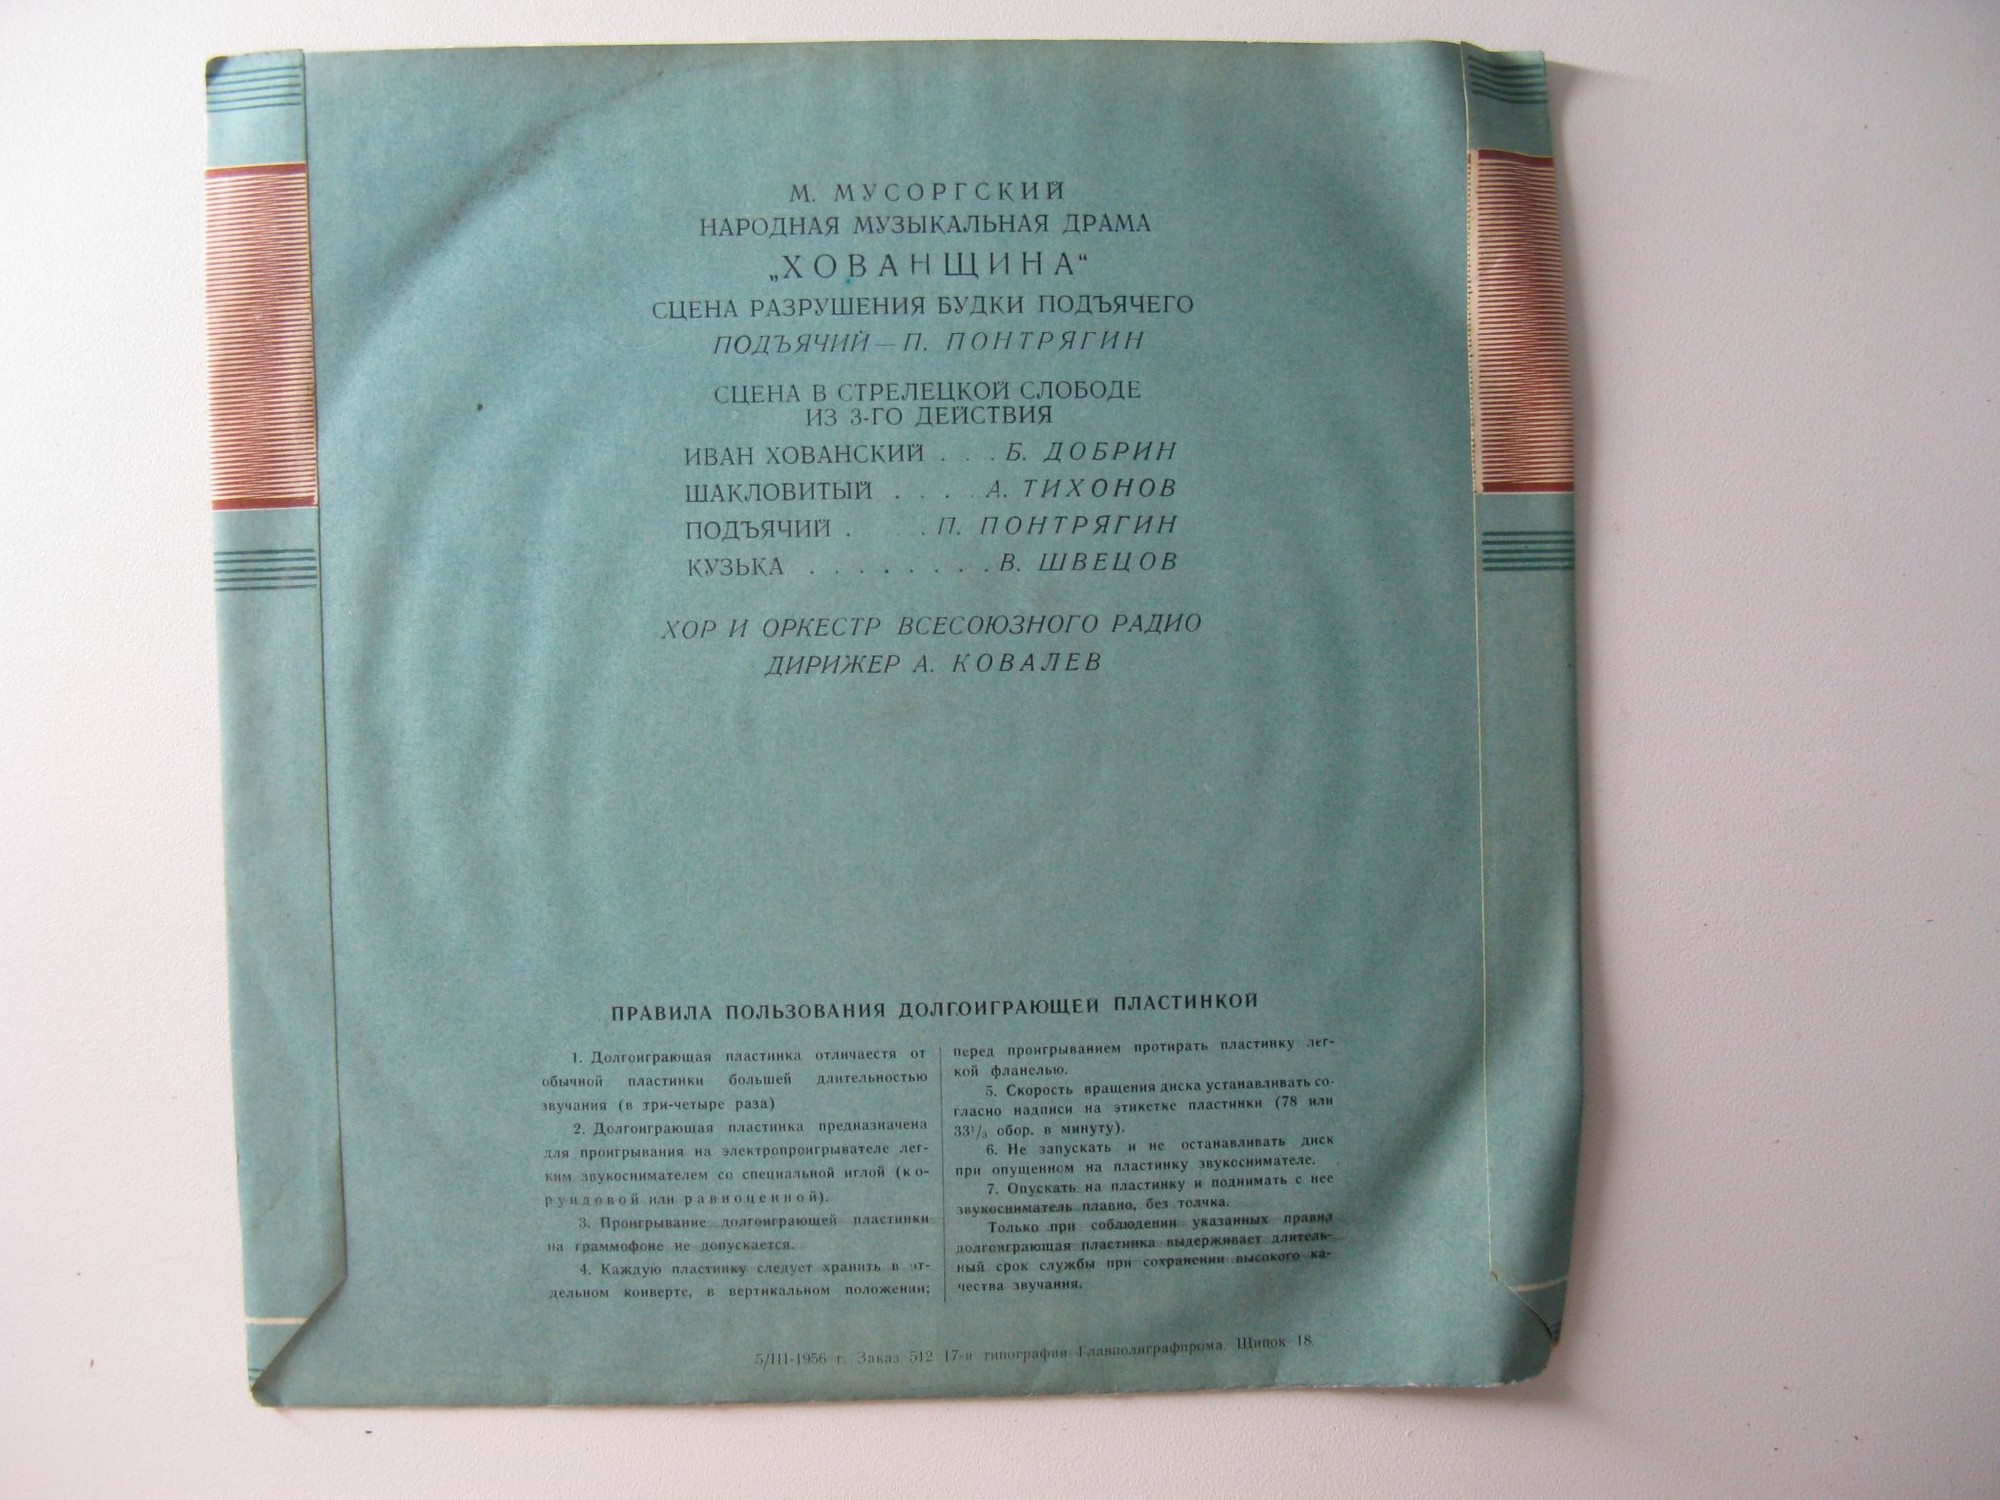 М. МУСОРГСКИЙ
НАРОДНАЯ МУЗЫКАЛЬНАЯ ДРАМА
„ХОВАНЩИНА“
СЦЕНА РАЗРУШЕНИЯ БУДКИ ПОДЪЯЧЕГО
ПОДЪЯЧИЙ — П. ПОНТРЯГИН
СЦЕНА В СТРЕЛЕЦКОЙ СЛОБОДЕ
ИЗ 3-ГО ДЕЙСТВИЯ
ИВАН ХОВАНСКИЙ . . . Б. ДОБРИН
ШАКЛОВИТЫЙ . . . . А. ТИХОНОВ
ПОДЪЯЧИЙ . . . П. ПОНТРЯГИН
КУЗЬКА . . . . . . . . В. ШВЕЦОВ
ХОР И ОРКЕСТР ВСЕСОЮЗНОГО РАДИО
ДИРИЖЕР А. КОВАЛЕВ
ПРАВИЛА ПОЛЬЗОВАНИЯ ДОЛГОИГРАЮЩЕЙ ПЛАСТИНКОЙ
1. Долгоиграющая пластинка отличаестя от
обычной пластинки большей длительностью
звучания (в три-четыре раза)
2. Долгоиграющая пластинка предназначена
для проигрывания на электропроигрывателе лег-
ким звукоснимателем со специальной иглой (ко-
рундовой или равноценной).
3. Проигрывание долгоиграющей пластинки
на граммофоне не допускается.
4. Каждую пластинку следует хранить в от-
дельном конверте, в вертикальном положении;
перед проигрыванием протирать пластинку лег-
кой фланелью.
5. Скорость вращения диска устанавливать со-
гласно надписи на этикетке пластинки (78 или
33¹/₃ обор. в минуту).
6. Не запускать и не останавливать диск
при опущенном на пластинку звукоснимателе.
7. Опускать на пластинку и поднимать с нее
звукосниматель плавно, без толчка.
Только при соблюдении указанных правил
долгоиграющая пластинка выдерживает длитель-
ный срок службы при сохранении высокого ка-
чества звучания.
5/III-1956 г. Заказ 512 17-я типография Главполиграфпрома. Щипок 18.